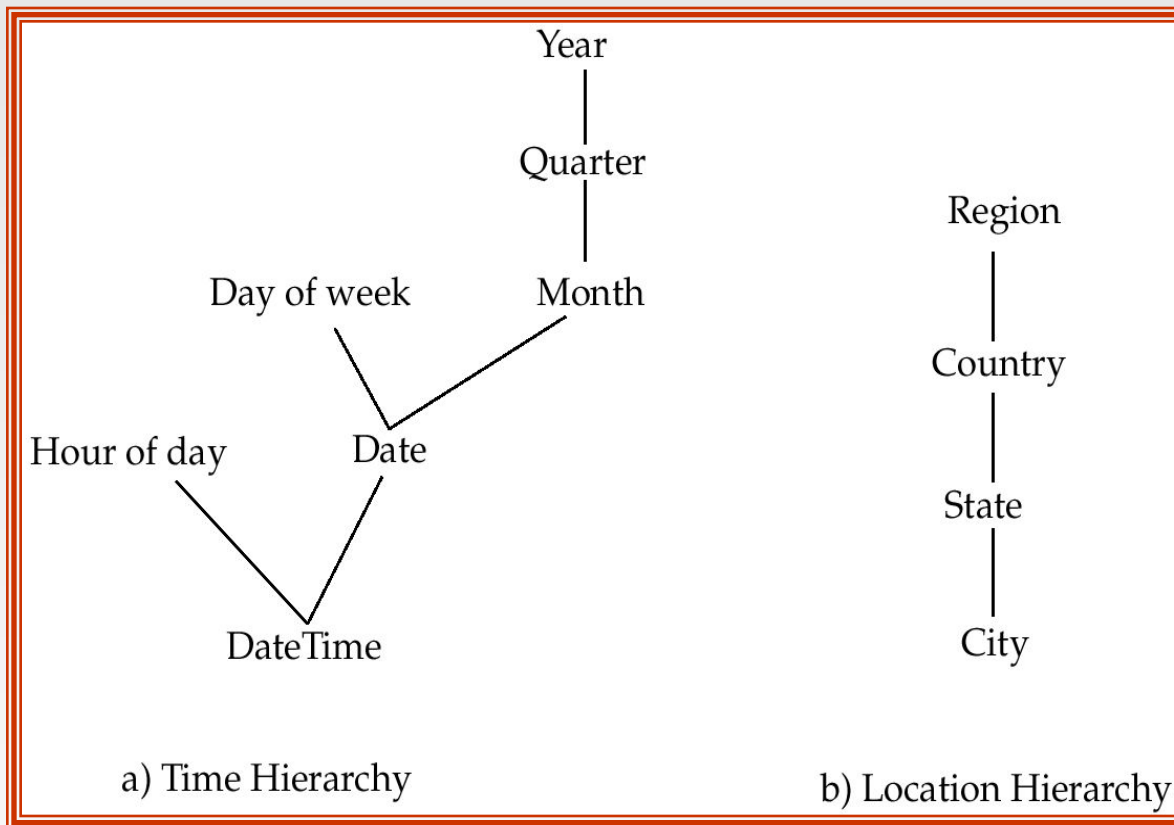 Year
Quarter
Region
Day of week
Month
Country
Hour of day
Date
State
DateTime
City
a) Time Hierarchy
b) Location Hierarchy